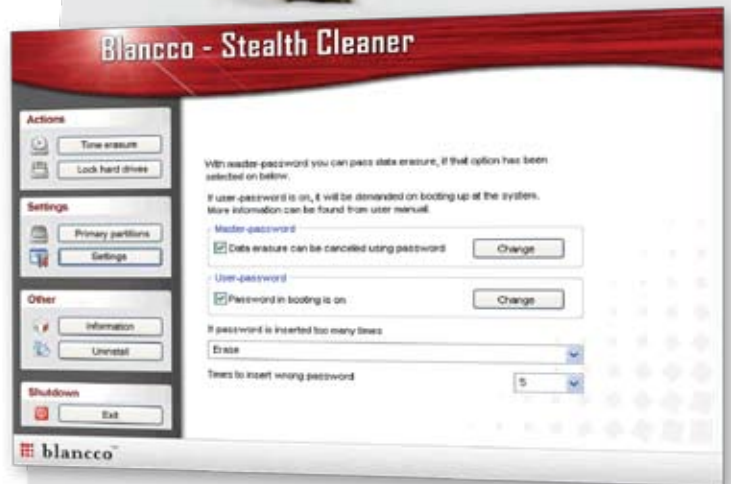 Blancco - Stealth Cleaner
Actions
Time erasure
Lock hard drives
Settings
Primary partitions
Settings
Other
Information
Uninstall
Shutdown
Exit
With master-password you can pass data erasure, if that option has been
selected on below.
If user-password is on, it will be demanded on booting up at the system.
More information can be found from user manual.
Master-password
Data erasure can be cancelled using password
Change
User-password
Password in booting is on
Change
If password is inserted too many times
Erase
Times to insert wrong password
5
blancco™